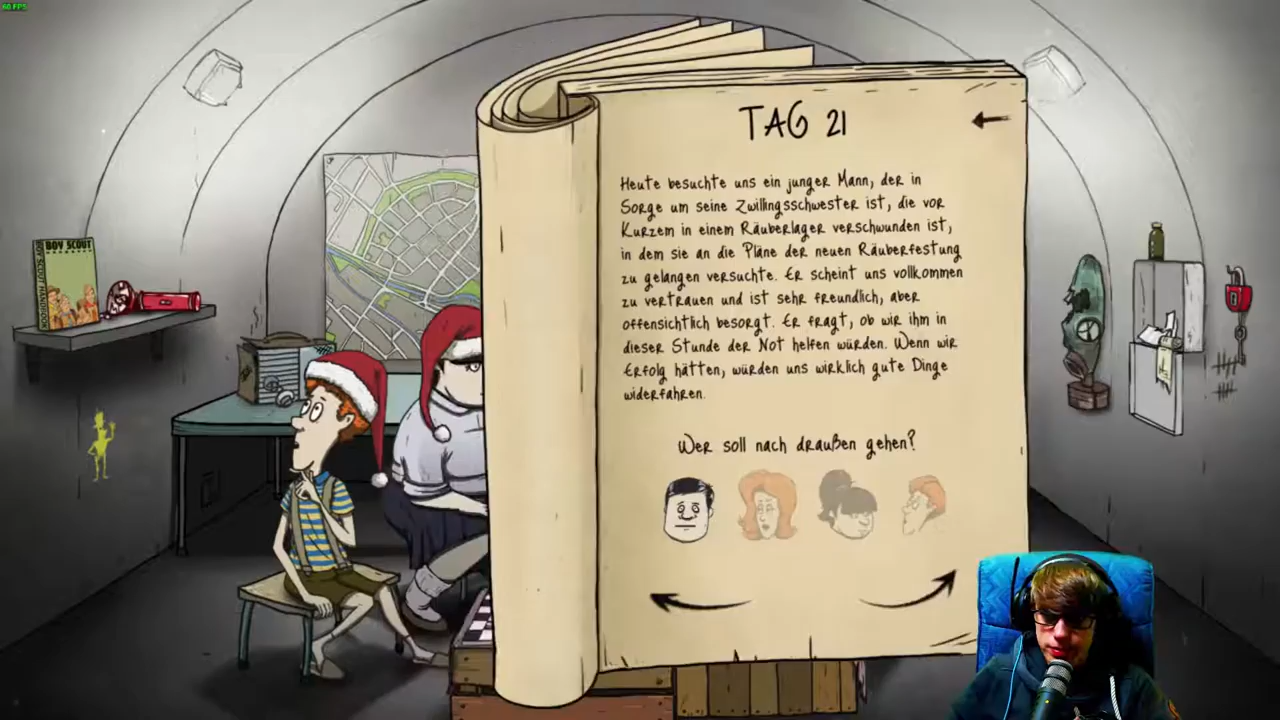 60 FPS
TAG 21
Heute besuchte uns ein junger Mann, der in
Sorge um seine Zwillingsschwester ist, die vor
Kurzem in einem Räuberlager verschwunden ist,
in dem sie an die Pläne der neuen Räuberfestung
zu gelangen versuchte. Er scheint uns vollkommen
zu vertrauen und ist sehr freundlich, aber
offensichtlich besorgt. Er fragt, ob wir ihm in
dieser Stunde der Not helfen würden. Wenn wir
Erfolg hätten, würden uns wirklich gute Dinge
widerfahren.
Wer soll nach draußen gehen?
BOY SCOUT